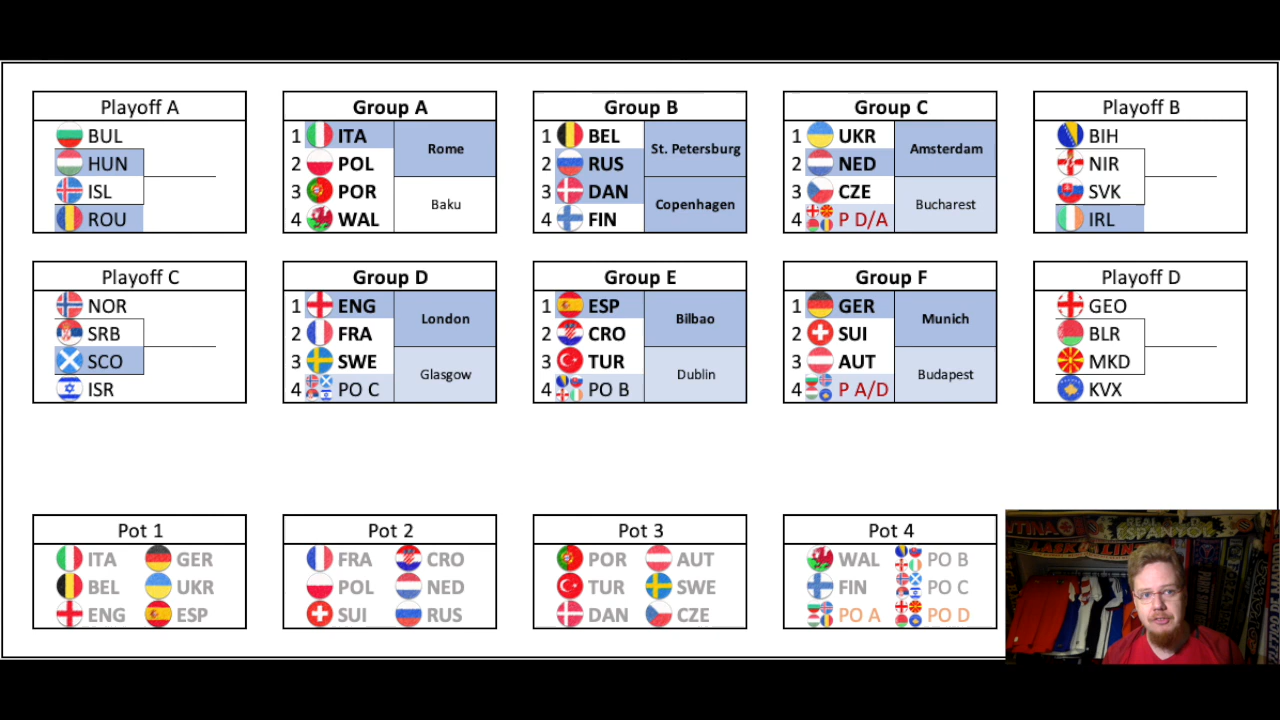 Playoff A
BUL
HUN
ISL
ROU
Group A
1 ITA
2 POL
3 POR
4 WAL
Rome
Baku
Group B
1 BEL
2 RUS
3 DAN
4 FIN
St. Petersburg
Copenhagen
Group C
1 UKR
2 NED
3 CZE
4 P D/A
Amsterdam
Bucharest
Playoff B
BIH
NIR
SVK
IRL
Playoff C
NOR
SRB
SCO
ISR
Group D
1 ENG
2 FRA
3 SWE
4 PO C
London
Glasgow
Group E
1 ESP
2 CRO
3 TUR
4 PO B
Bilbao
Dublin
Group F
1 GER
2 SUI
3 AUT
4 P A/D
Munich
Budapest
Playoff D
GEO
BLR
MKD
KVX
Pot 1
ITA GER
BEL UKR
ENG ESP
Pot 2
FRA CRO
POL NED
SUI RUS
Pot 3
POR AUT
TUR SWE
DAN CZE
Pot 4
WAL PO B
FIN PO C
PO A PO D
REAL
ESPANYOL